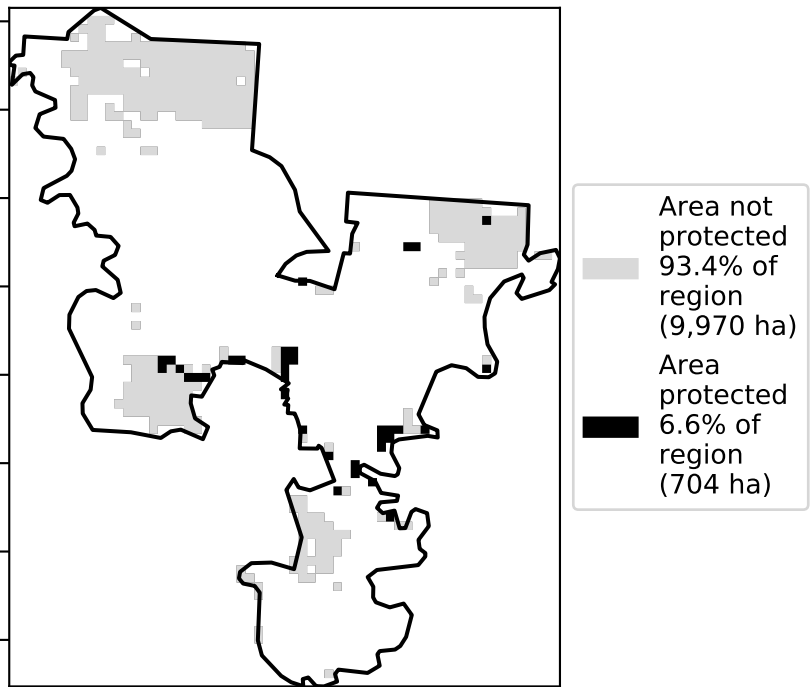 Area not
protected
93.4% of
region
(9,970 ha)
Area
protected
6.6% of
region
(704 ha)